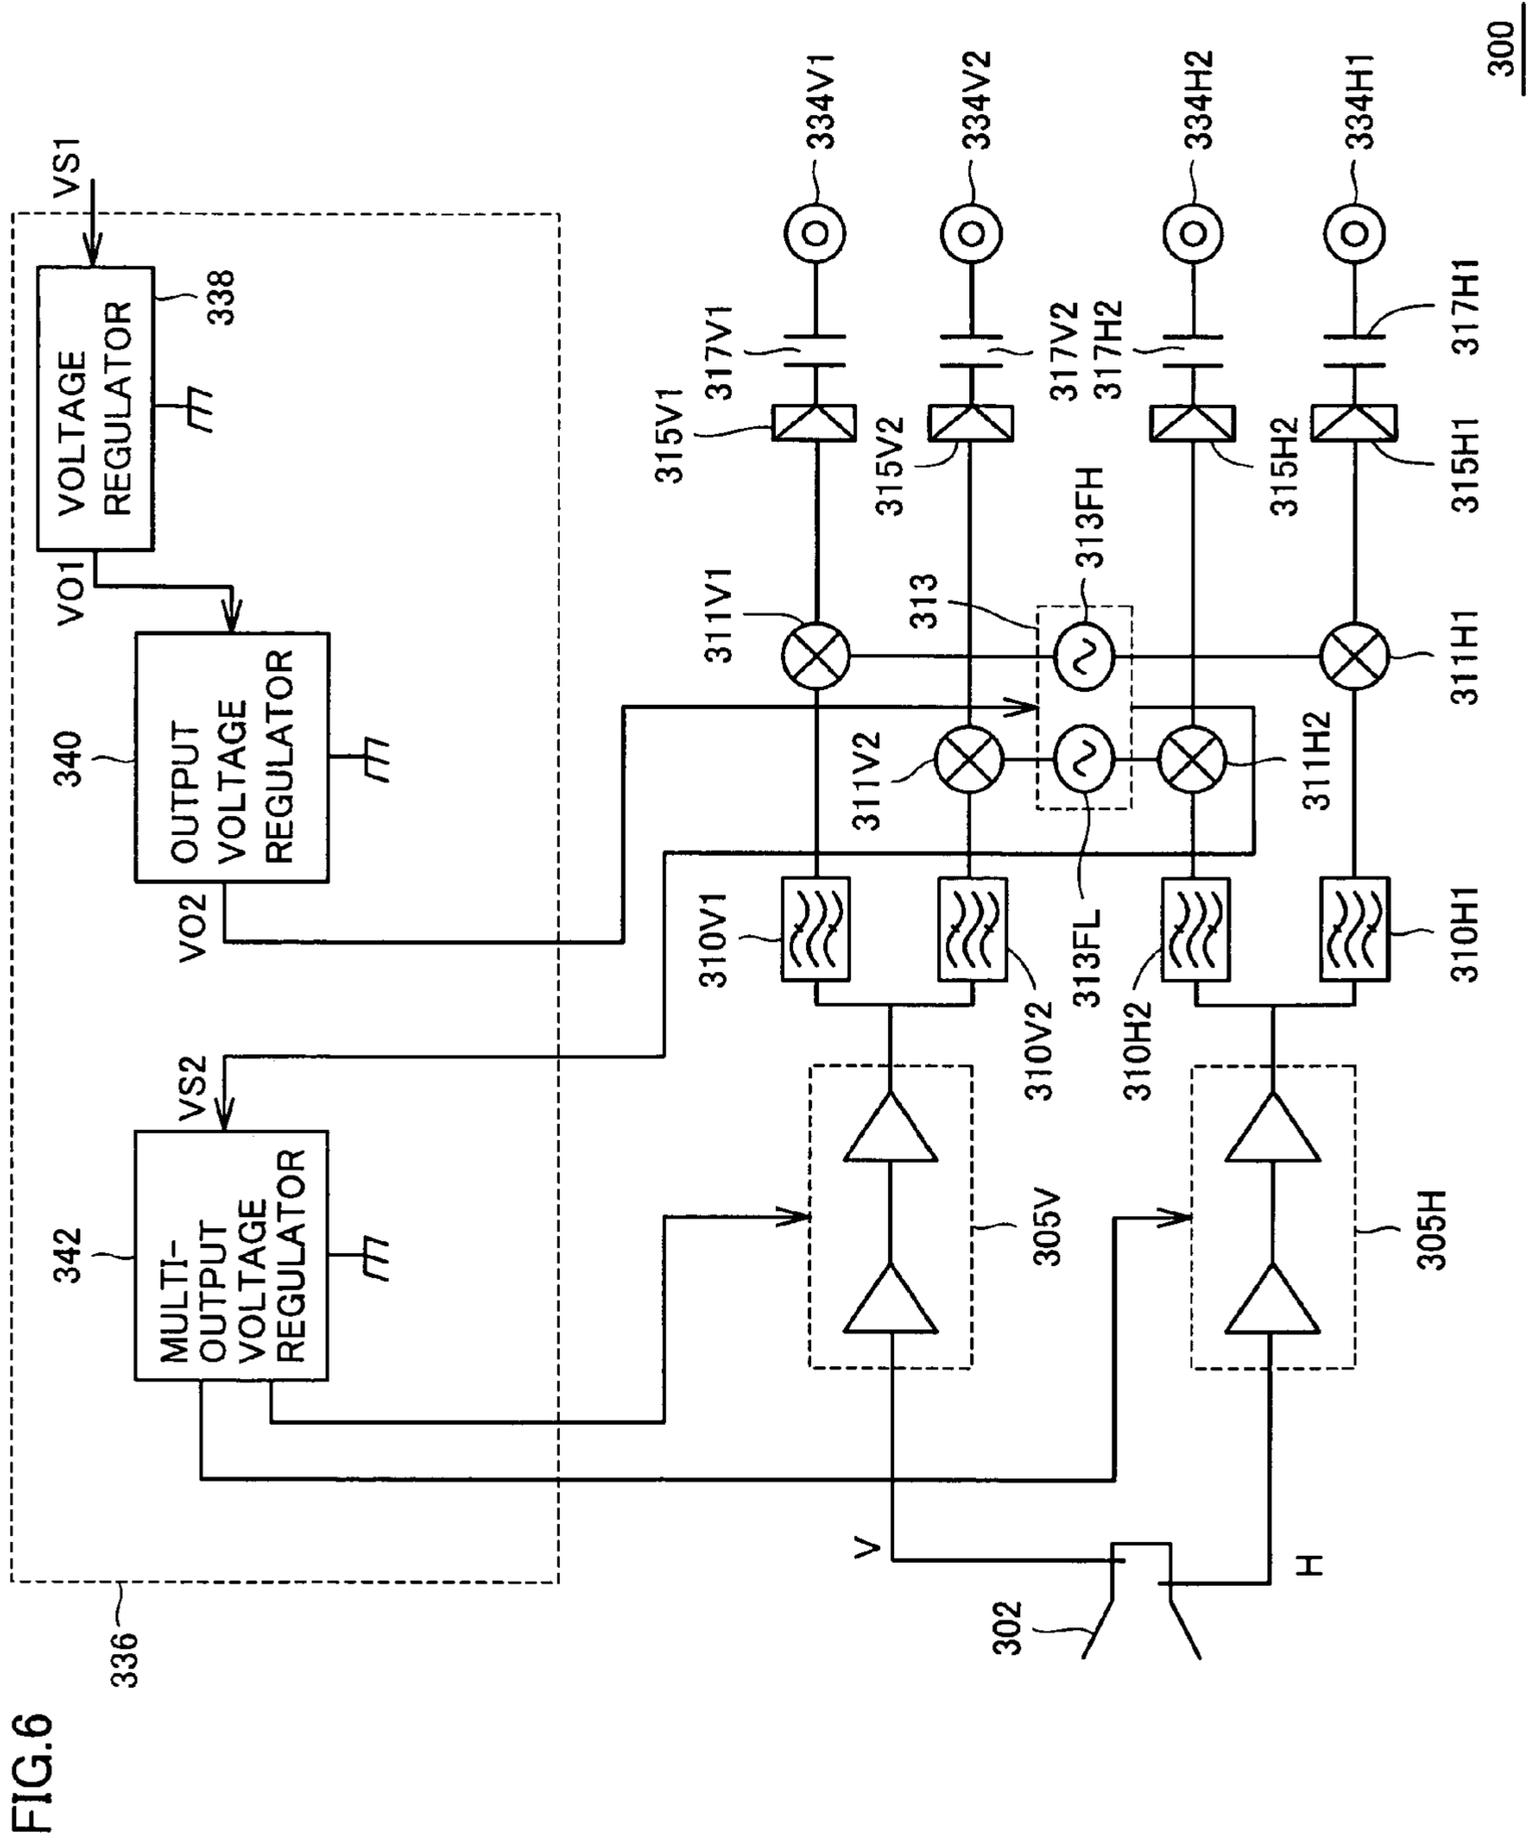 FIG.6
300
336
342
MULTI-
OUTPUT
VOLTAGE
REGULATOR
VS2
340
OUTPUT
VOLTAGE
REGULATOR
VO2
VO1
VOLTAGE
REGULATOR
338
VS1
302
V
H
305V
305H
310V1
310V2
310H2
310H1
311V1
311V2
311H2
311H1
313
313FL
313FH
315V1
315V2
315H2
315H1
317V1
317V2
317H2
317H1
334V1
334V2
334H2
334H1